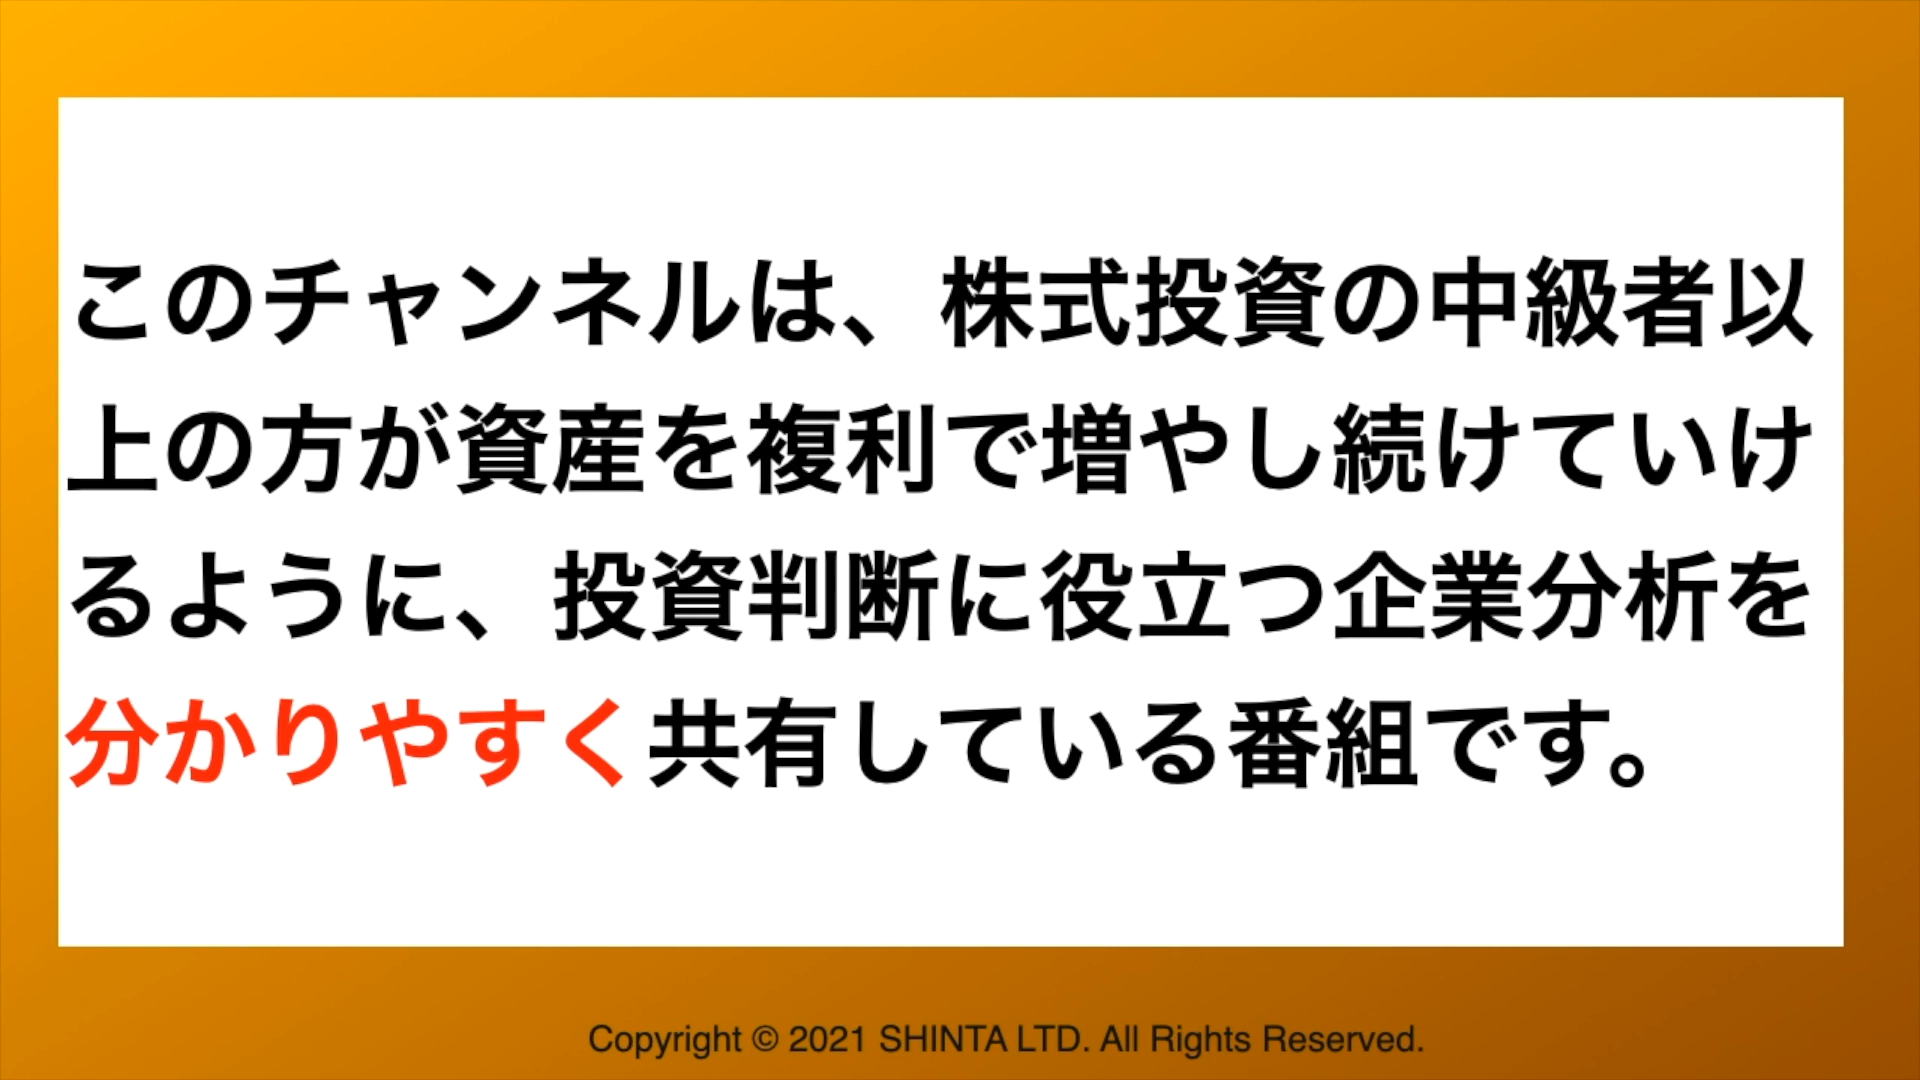 このチャンネルは、株式投資の中級者以
上の方が資産を複利で増やし続けていけ
るように、投資判断に役立つ企業分析を
分かりやすく共有している番組です。
Copyright © 2021 SHINTA LTD. All Rights Reserved.